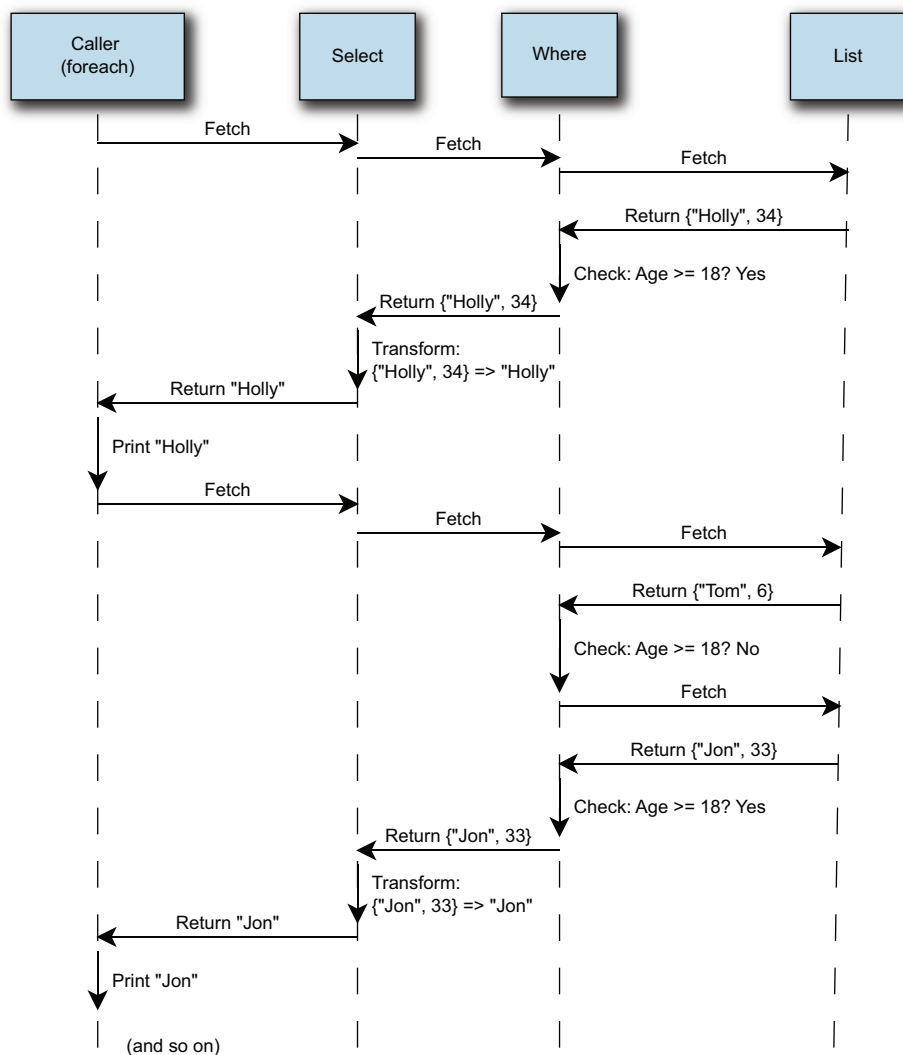 Caller
(foreach)
Select
Where
List
Fetch
Fetch
Fetch
Return {"Holly", 34}
Check: Age >= 18? Yes
Return {"Holly", 34}
Transform:
{"Holly", 34} => "Holly"
Return "Holly"
Print "Holly"
Fetch
Fetch
Fetch
Return {"Tom", 6}
Check: Age >= 18? No
Fetch
Return {"Jon", 33}
Check: Age >= 18? Yes
Return {"Jon", 33}
Transform:
{"Jon", 33} => "Jon"
Return "Jon"
Print "Jon"
(and so on)